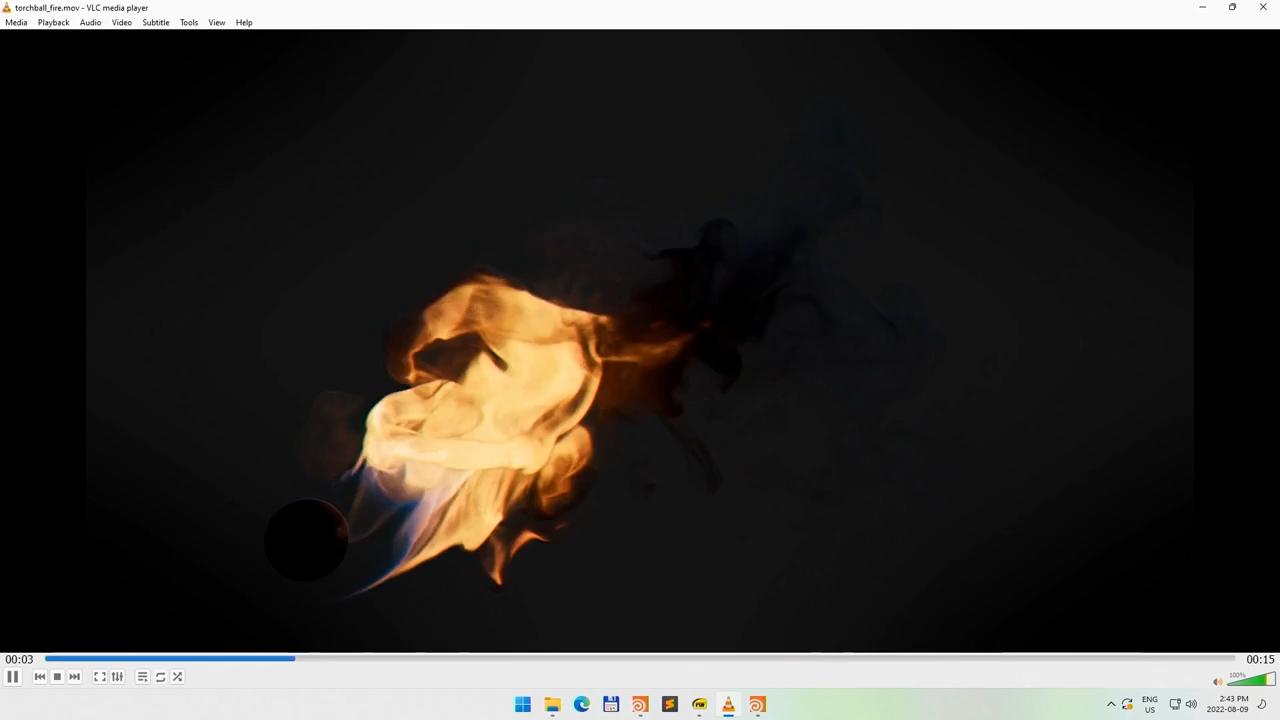 torchball_fire.mov - VLC media player
Media Playback Audio Video Subtitle Tools View Help
00:03
00:15
100%
ENG
US
2:43 PM
2022-08-09